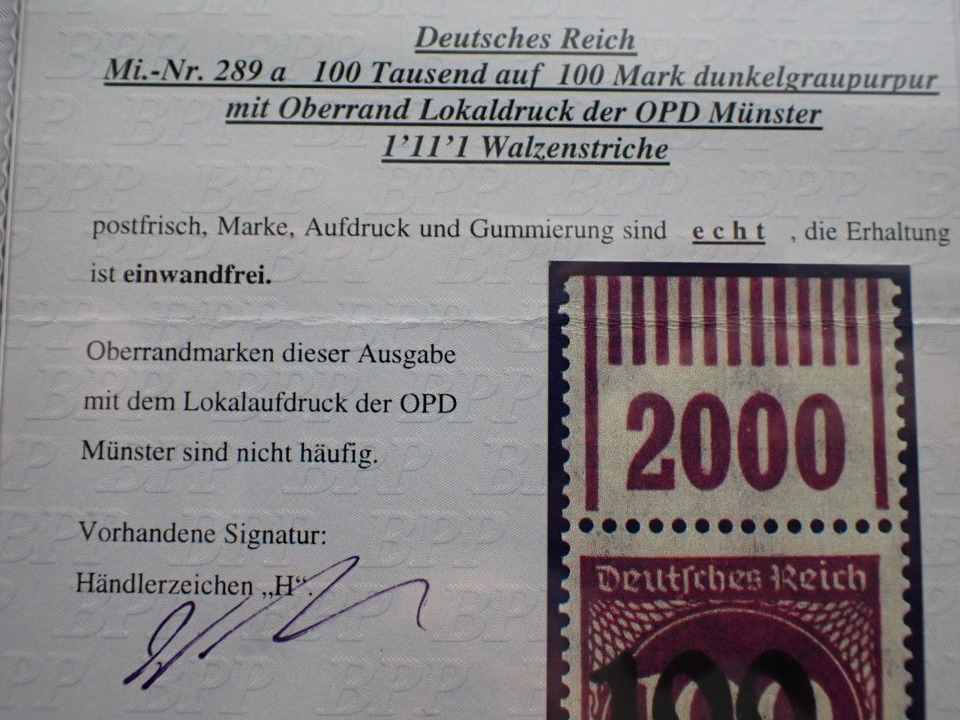 Deutsches Reich
Mi.-Nr. 289 a 100 Tausend auf 100 Mark dunkelgraupurpur
mit Oberrand Lokaldruck der OPD Münster
1’11’1 Walzenstriche
postfrisch, Marke, Aufdruck und Gummierung sind e c h t , die Erhaltung
ist einwandfrei.
Oberrandmarken dieser Ausgabe
mit dem Lokalaufdruck der OPD
Münster sind nicht häufig.
Vorhandene Signatur:
Händlerzeichen „H“.
2000
Deutsches Reich
100
BPP